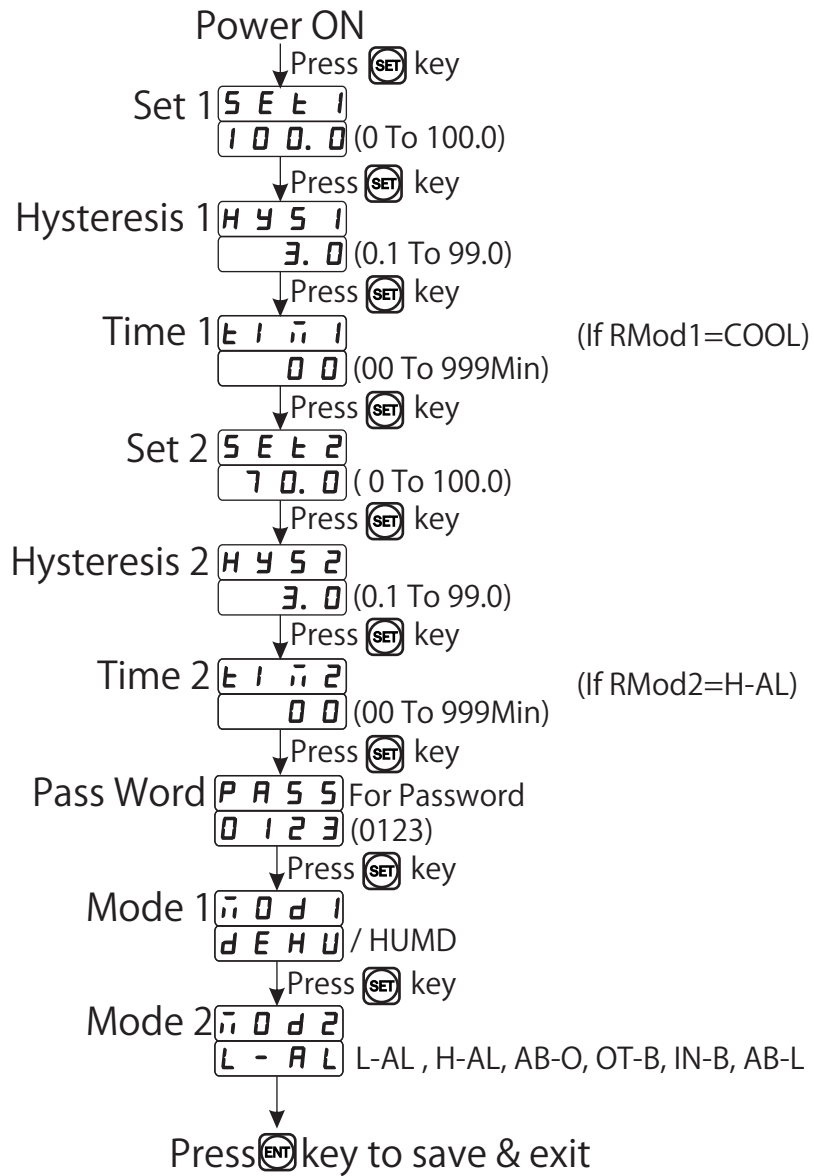 Power ON
Press SET key
Set 1 SEt1
100.0 (0 To 100.0)
Press SET key
Hysteresis 1 HYS1
3.0 (0.1 To 99.0)
Press SET key
Time 1 tIM1 (If RMod1=COOL)
00 (00 To 999Min)
Press SET key
Set 2 SEt2
70.0 ( 0 To 100.0)
Press SET key
Hysteresis 2 HYS2
3.0 (0.1 To 99.0)
Press SET key
Time 2 tIM2 (If RMod2=H-AL)
00 (00 To 999Min)
Press SET key
Pass Word PASS For Password
0123 (0123)
Press SET key
Mode 1 MOd1
dEHU / HUMD
Press SET key
Mode 2 MOd2
L-AL L-AL , H-AL, AB-O, OT-B, IN-B, AB-L
Press ENT key to save & exit